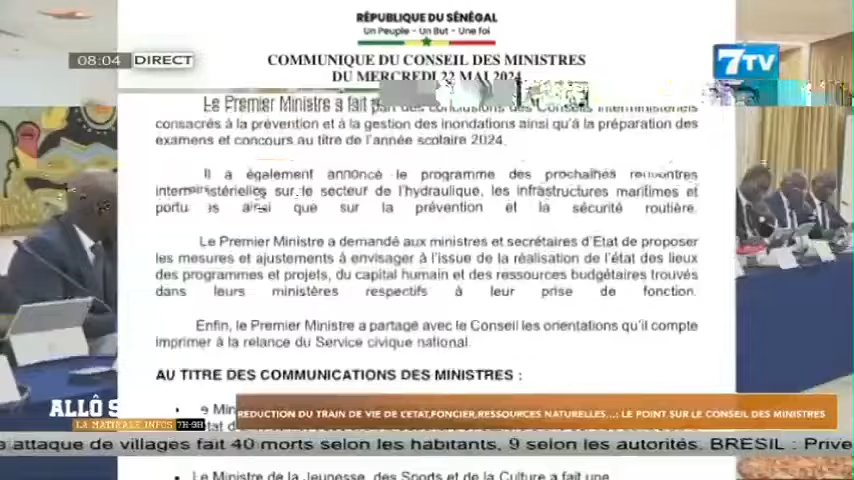 RÉPUBLIQUE DU SÉNÉGAL
Un Peuple - Un But - Une foi
08:04 DIRECT
COMMUNIQUE DU CONSEIL DES MINISTRES
DU MERCREDI 22 MAI 2024
7TV
Le Premier Ministre a fait part des conclusions des Conseils interministériels
consacrés à la prévention et à la gestion des inondations ainsi qu'à la préparation des
examens et concours au titre de l'année scolaire 2024.
Il a également annoncé le programme des prochaines rencontres
interministérielles sur le secteur de l'hydraulique, les infrastructures maritimes et
ainsi que sur la prévention et la sécurité routière.
Le Premier Ministre a demandé aux ministres et secrétaires d'Etat de proposer
les mesures et ajustements à envisager à l'issue de la réalisation de l'état des lieux
des programmes et projets, du capital humain et des ressources budgétaires trouvés
dans leurs ministères respectifs à leur prise de fonction.
Enfin, le Premier Ministre a partagé avec le Conseil les orientations qu'il compte
imprimer à la relance du Service civique national.
AU TITRE DES COMMUNICATIONS DES MINISTRES :
ALLÔ S
REDUCTION DU TRAIN DE VIE DE L'ETAT,FONCIER,RESSOURCES NATURELLES...: LE POINT SUR LE CONSEIL DES MINISTRES
LA MATINALE INFOS 7H-9H
e attaque de villages fait 40 morts selon les habitants, 9 selon les autorités. BRESIL : Prive
• Le Ministre de la Jeunesse, des Sports et de la Culture a fait une